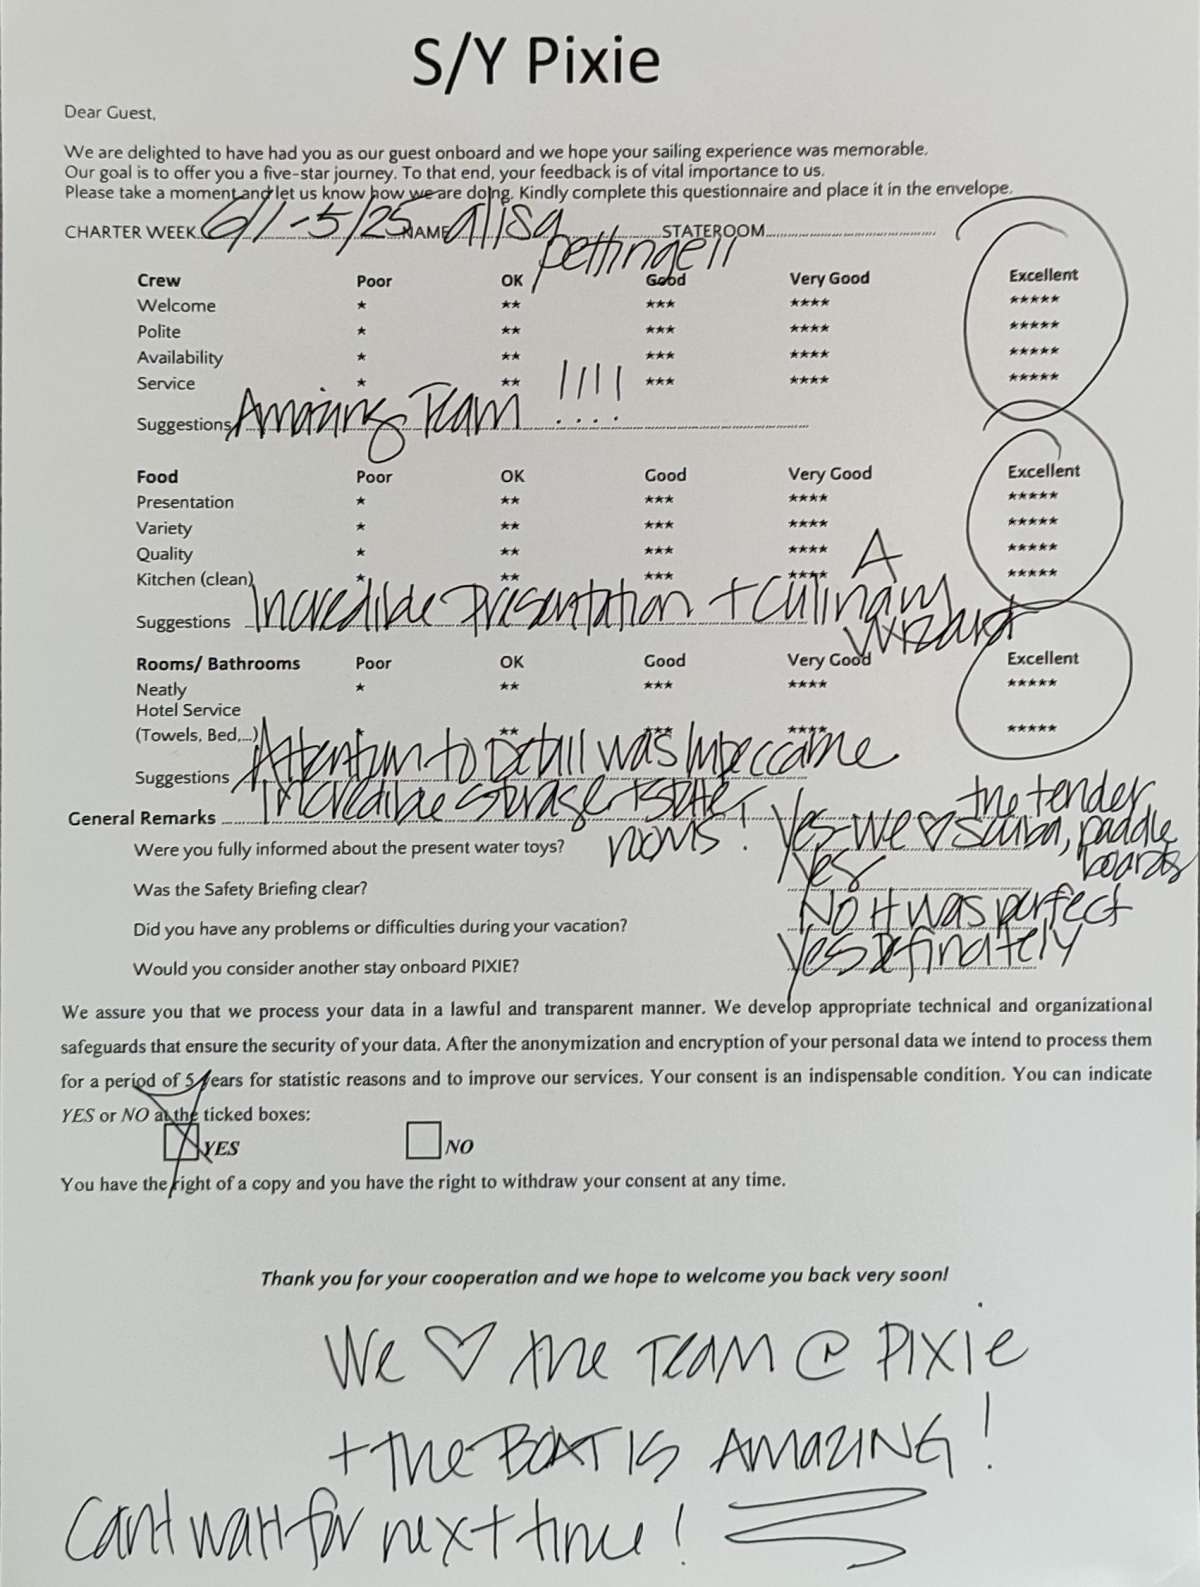 S/Y Pixie
Dear Guest,
We are delighted to have had you as our guest onboard and we hope your sailing experience was memorable.
Our goal is to offer you a five-star journey. To that end, your feedback is of vital importance to us.
Please take a moment and let us know how we are doing. Kindly complete this questionnaire and place it in the envelope.
CHARTER WEEK 6/1-5/25 NAME alisa pettingell STATEROOM
Crew Poor OK Good Very Good Excellent
Welcome ★ ★★ ★★★ ★★★★ ★★★★★
Polite ★ ★★ ★★★ ★★★★ ★★★★★
Availability ★ ★★ ★★★ ★★★★ ★★★★★
Service ★ ★★ ★★★ ★★★★ ★★★★★
Suggestions Amazing Team !!!!
Food Poor OK Good Very Good Excellent
Presentation ★ ★★ ★★★ ★★★★ ★★★★★
Variety ★ ★★ ★★★ ★★★★ ★★★★★
Quality ★ ★★ ★★★ ★★★★ ★★★★★
Kitchen (clean) ★ ★★ ★★★ ★★★★ ★★★★★
Suggestions Incredible Presentation + A Culinary
Wizard
Rooms/ Bathrooms Poor OK Good Very Good Excellent
Neatly ★ ★★ ★★★ ★★★★ ★★★★★
Hotel Service
(Towels, Bed,...) ★★ ★★★ ★★★★ ★★★★★
Suggestions Attention to Detail was Impeccable
General Remarks Incredible storage + State
rooms!
Were you fully informed about the present water toys? Yes - We ♡ the tender
scuba, paddle
boards
Was the Safety Briefing clear? Yes
Did you have any problems or difficulties during your vacation? No it was perfect
Would you consider another stay onboard PIXIE? Yes Definately
We assure you that we process your data in a lawful and transparent manner. We develop appropriate technical and organizational
safeguards that ensure the security of your data. After the anonymization and encryption of your personal data we intend to process them
for a period of 5 years for statistic reasons and to improve our services. Your consent is an indispensable condition. You can indicate
YES or NO at the ticked boxes:
YES NO
You have the right of a copy and you have the right to withdraw your consent at any time.
Thank you for your cooperation and we hope to welcome you back very soon!
We ♡ the Team @ Pixie
+ the BOAT IS AMAZING!
Cant wait for next time!